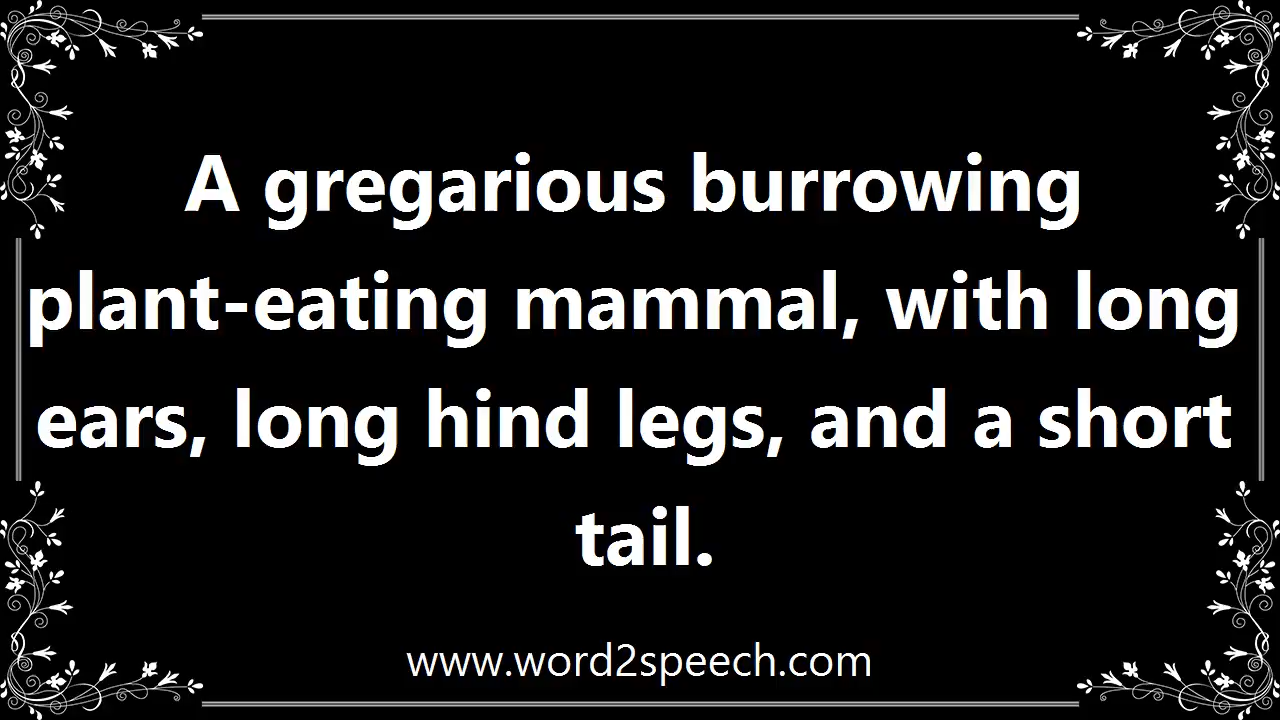 A gregarious burrowing
plant-eating mammal, with long
ears, long hind legs, and a short
tail.
www.word2speech.com